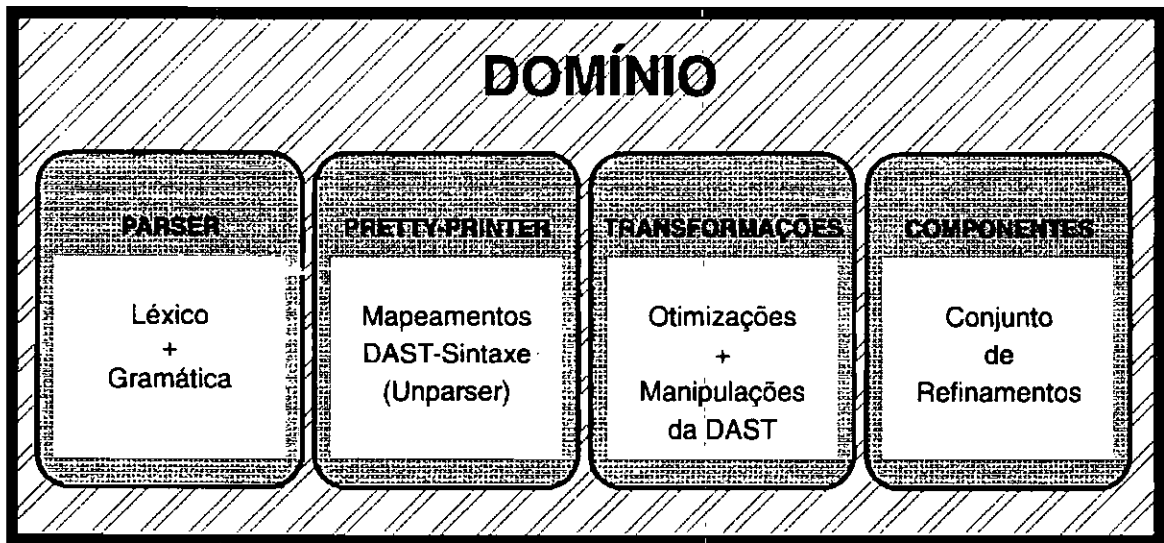 DOMÍNIO
PARSER
Léxico
+
Gramática
PRETTY-PRINTER
Mapeamentos
DAST-Sintaxe
(Unparser)
TRANSFORMAÇÕES
Otimizações
+
Manipulações
da DAST
COMPONENTES
Conjunto
de
Refinamentos